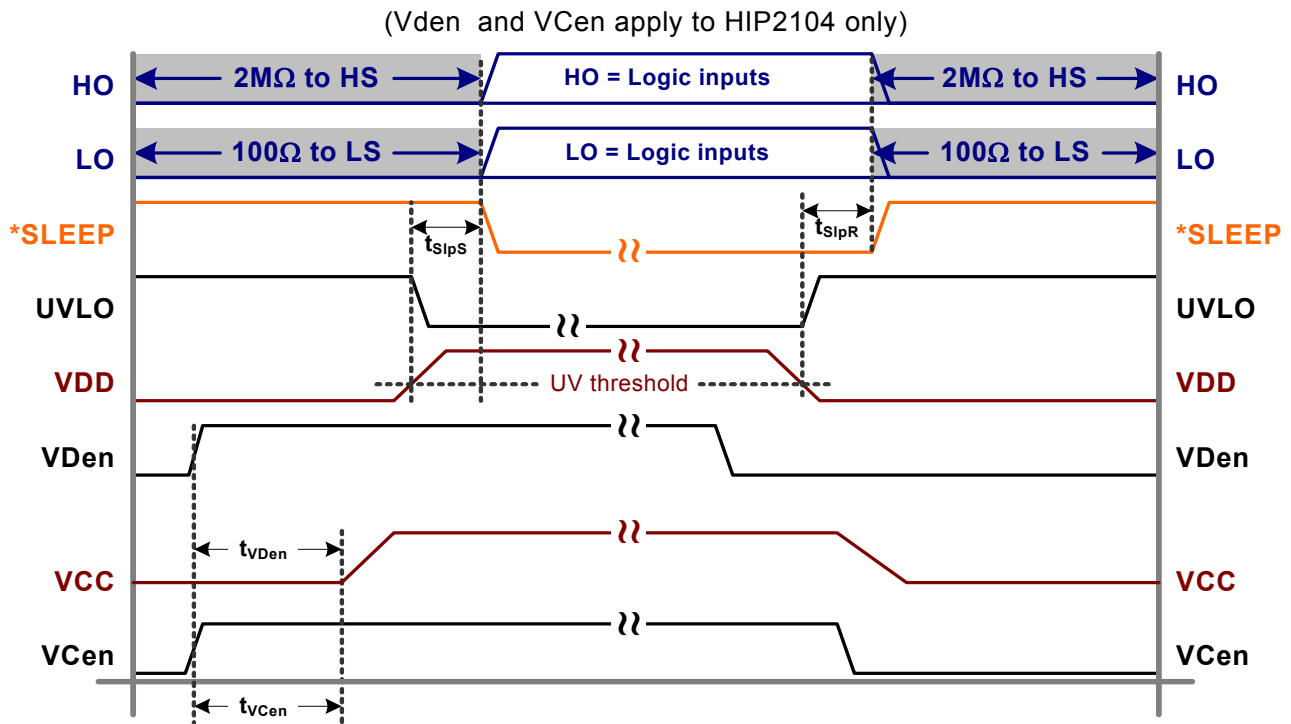 (Vden and VCen apply to HIP2104 only)
HO 2MΩ to HS HO = Logic inputs 2MΩ to HS HO
LO 100Ω to LS LO = Logic inputs 100Ω to LS LO
*SLEEP tSlpS tSlpR *SLEEP
UVLO UVLO
VDD UV threshold VDD
VDen VDen
tVDen
VCC VCC
VCen VCen
tVCen